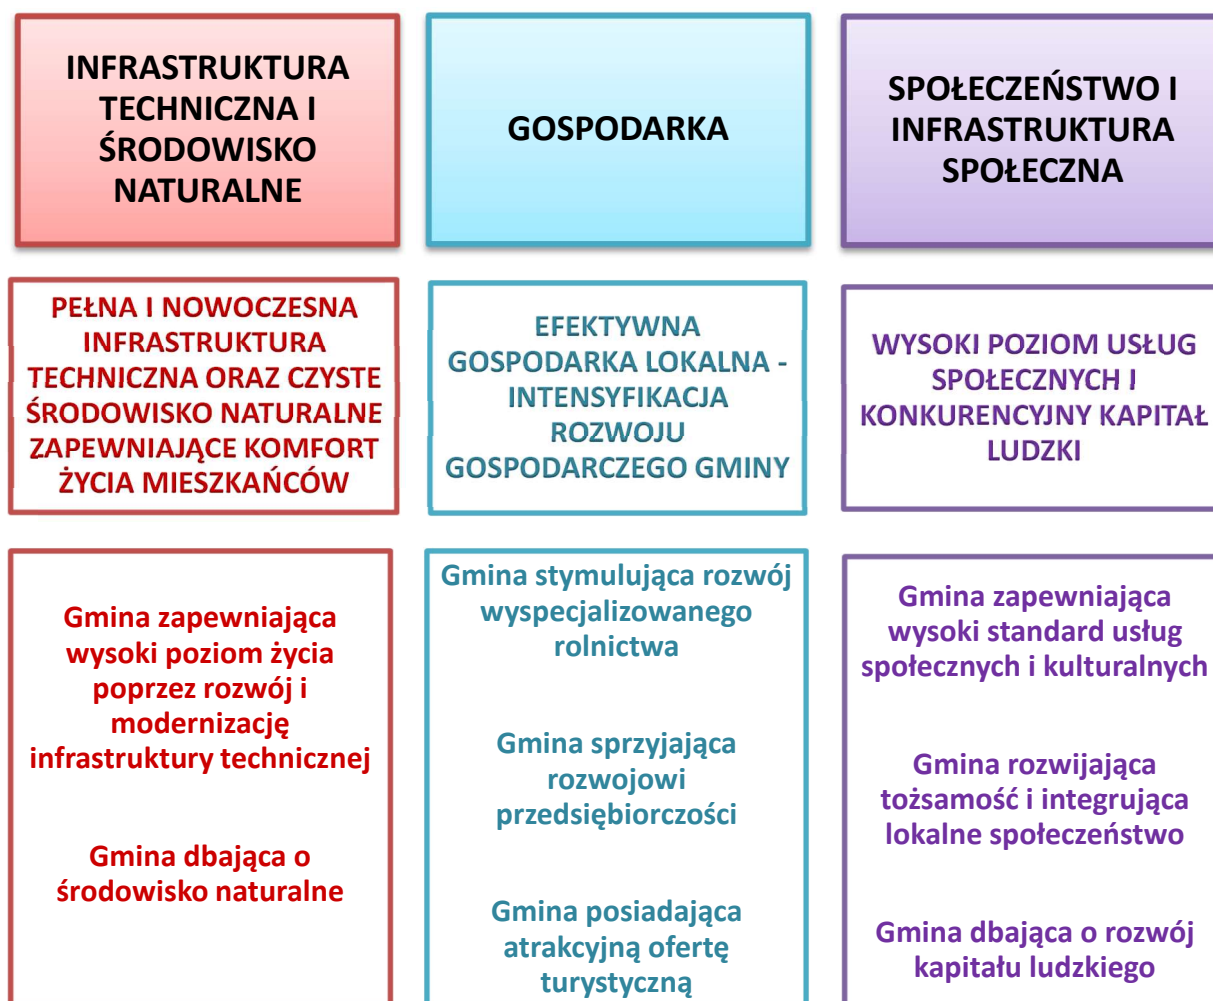 INFRASTRUKTURA
TECHNICZNA I
ŚRODOWISKO
NATURALNE
GOSPODARKA
SPOŁECZEŃSTWO I
INFRASTRUKTURA
SPOŁECZNA
PEŁNA I NOWOCZESNA
INFRASTRUKTURA
TECHNICZNA ORAZ CZYSTE
ŚRODOWISKO NATURALNE
ZAPEWNIAJĄCE KOMFORT
ŻYCIA MIESZKAŃCÓW
EFEKTYWNA
GOSPODARKA LOKALNA -
INTENSYFIKACJA
ROZWOJU
GOSPODARCZEGO GMINY
WYSOKI POZIOM USŁUG
SPOŁECZNYCH I
KONKURENCYJNY KAPITAŁ
LUDZKI
Gmina zapewniająca
wysoki poziom życia
poprzez rozwój i
modernizację
infrastruktury technicznej
Gmina dbająca o
środowisko naturalne
Gmina stymulująca rozwój
wyspecjalizowanego
rolnictwa
Gmina sprzyjająca
rozwojowi
przedsiębiorczości
Gmina posiadająca
atrakcyjną ofertę
turystyczną
Gmina zapewniająca
wysoki standard usług
społecznych i kulturalnych
Gmina rozwijająca
tożsamość i integrująca
lokalne społeczeństwo
Gmina dbająca o rozwój
kapitału ludzkiego